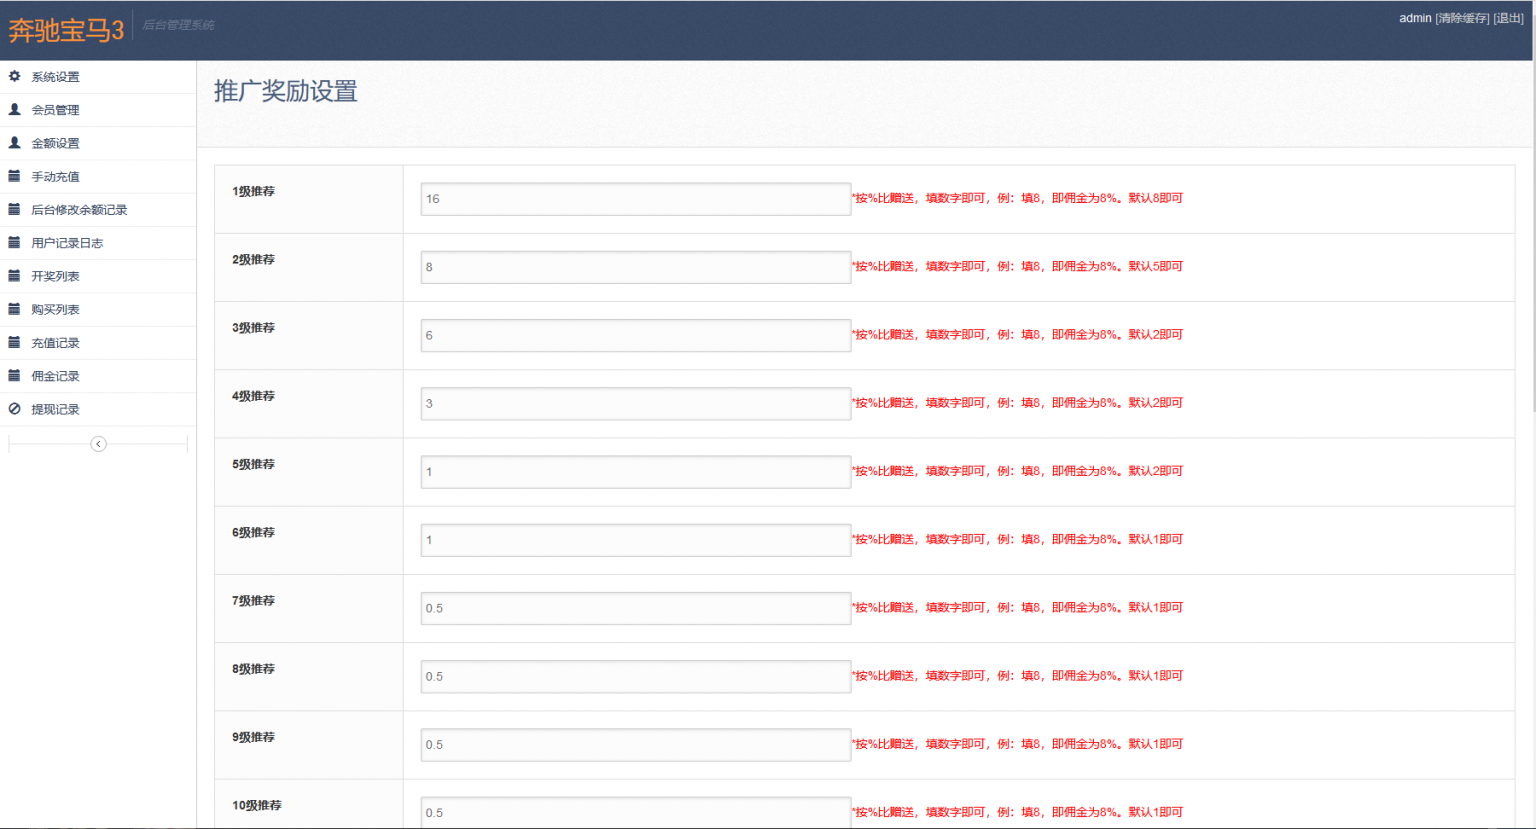 奔驰宝马3
后台管理系统
admin [清除缓存] [退出]
系统设置
会员管理
金额设置
手动充值
后台修改余额记录
用户记录日志
开奖列表
购买列表
充值记录
佣金记录
提现记录
推广奖励设置
1级推荐
16
*按%比赠送，填数字即可，例：填8，即佣金为8%。默认8即可
2级推荐
8
*按%比赠送，填数字即可，例：填8，即佣金为8%。默认5即可
3级推荐
6
*按%比赠送，填数字即可，例：填8，即佣金为8%。默认2即可
4级推荐
3
*按%比赠送，填数字即可，例：填8，即佣金为8%。默认2即可
5级推荐
1
*按%比赠送，填数字即可，例：填8，即佣金为8%。默认2即可
6级推荐
1
*按%比赠送，填数字即可，例：填8，即佣金为8%。默认1即可
7级推荐
0.5
*按%比赠送，填数字即可，例：填8，即佣金为8%。默认1即可
8级推荐
0.5
*按%比赠送，填数字即可，例：填8，即佣金为8%。默认1即可
9级推荐
0.5
*按%比赠送，填数字即可，例：填8，即佣金为8%。默认1即可
10级推荐
0.5
*按%比赠送，填数字即可，例：填8，即佣金为8%。默认1即可